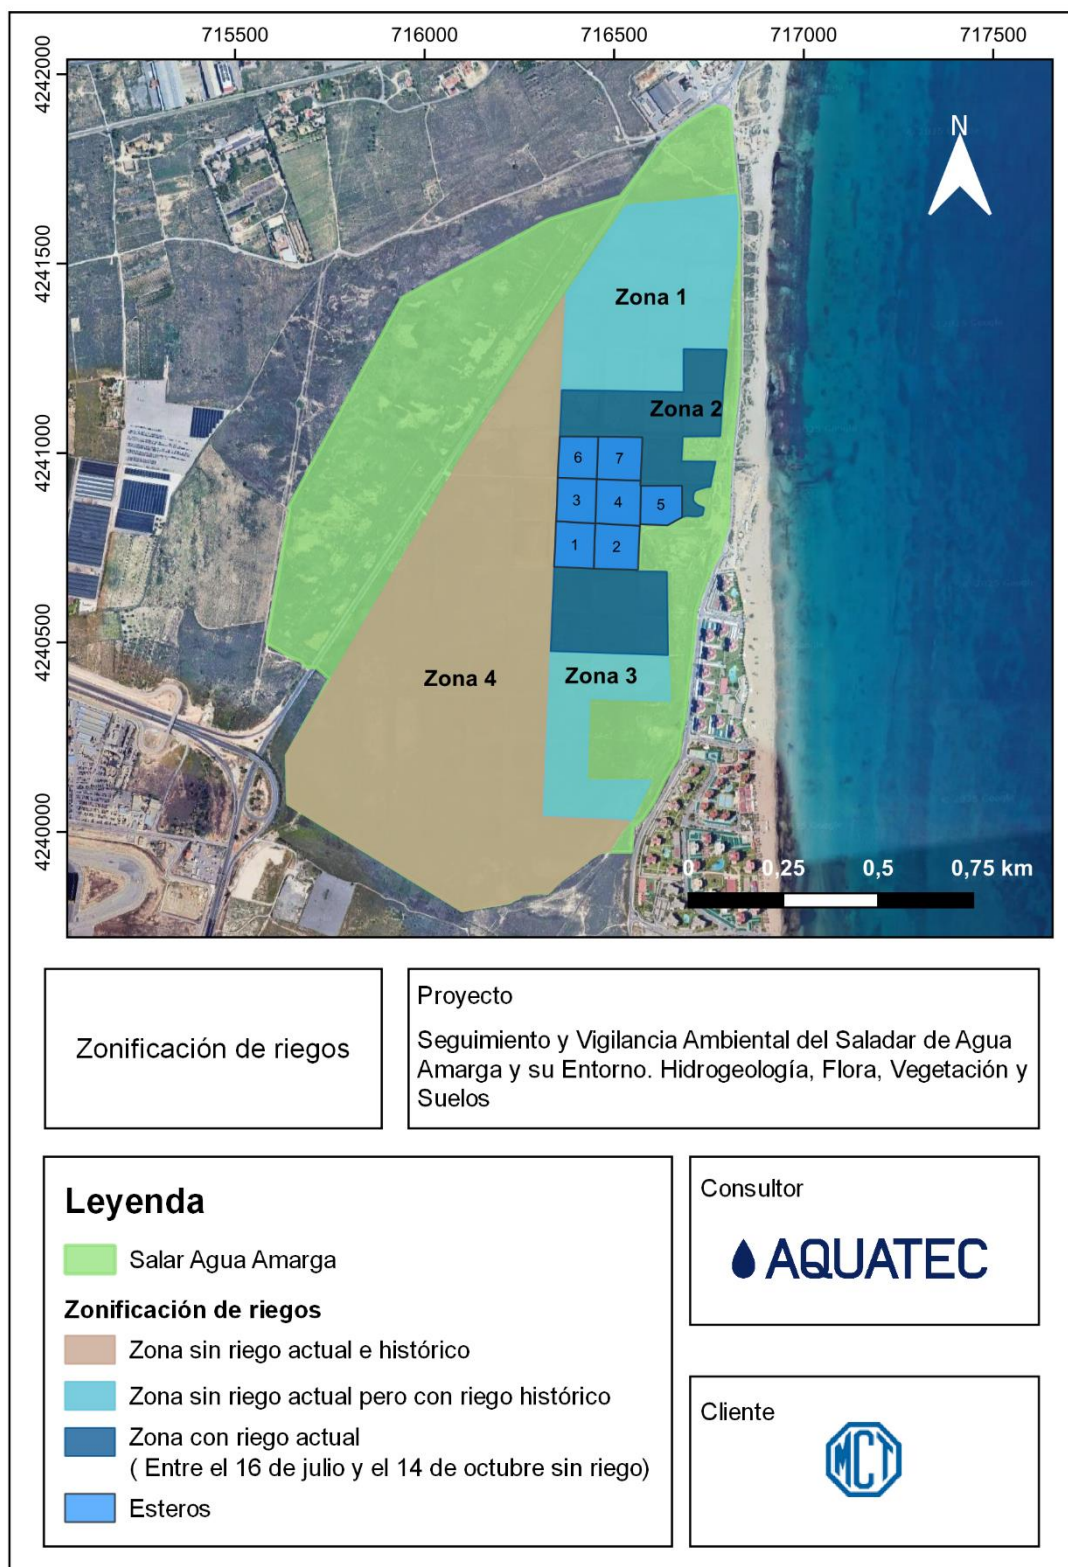 715500 716000 716500 717000 717500
4242000
4241500
4241000
4240500
4240000
N
Zona 1
Zona 2
6 7
3 4 5
1 2
Zona 3
Zona 4
0 0,25 0,5 0,75 km
Zonificación de riegos
Proyecto
Seguimiento y Vigilancia Ambiental del Saladar de Agua
Amarga y su Entorno. Hidrogeología, Flora, Vegetación y
Suelos
Leyenda
Salar Agua Amarga
Zonificación de riegos
Zona sin riego actual e histórico
Zona sin riego actual pero con riego histórico
Zona con riego actual
( Entre el 16 de julio y el 14 de octubre sin riego)
Esteros
Consultor
AQUATEC
Cliente
MCT